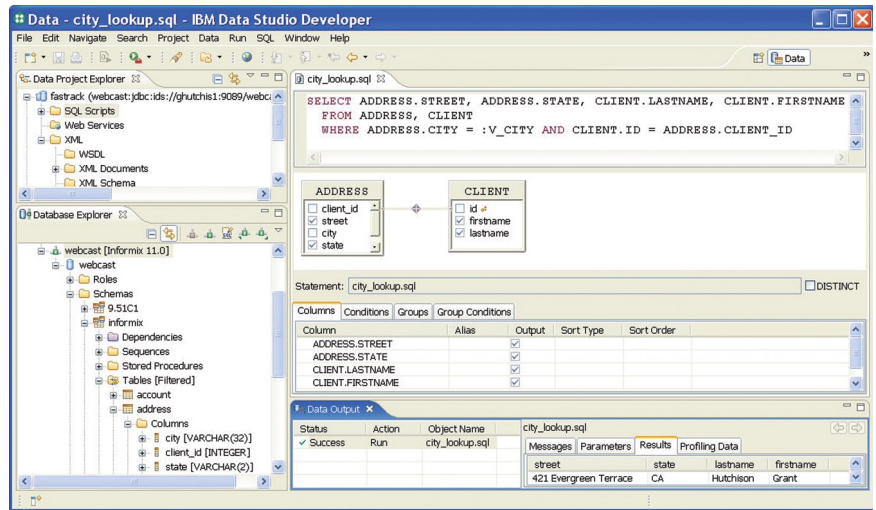 Data - city_lookup.sql - IBM Data Studio Developer
File Edit Navigate Search Project Data Run SQL Window Help
Data
Data Project Explorer
fastrack (webcast:jdbc:ids://ghutchis1:9089/webca
SQL Scripts
Web Services
XML
WSDL
XML Documents
XML Schema
Database Explorer
webcast [Informix 11.0]
webcast
Roles
Schemas
9.51C1
informix
Dependencies
Sequences
Stored Procedures
Tables [Filtered]
account
address
Columns
city [VARCHAR(32)]
client_id [INTEGER]
state [VARCHAR(2)]
city_lookup.sql
SELECT ADDRESS.STREET, ADDRESS.STATE, CLIENT.LASTNAME, CLIENT.FIRSTNAME
FROM ADDRESS, CLIENT
WHERE ADDRESS.CITY = :V_CITY AND CLIENT.ID = ADDRESS.CLIENT_ID
ADDRESS
client_id
street
city
state
CLIENT
id
firstname
lastname
Statement: city_lookup.sql
DISTINCT
Columns Conditions Groups Group Conditions
Column Alias Output Sort Type Sort Order
ADDRESS.STREET
ADDRESS.STATE
CLIENT.LASTNAME
CLIENT.FIRSTNAME
Data Output
Status Action Object Name
Success Run city_lookup.sql
city_lookup.sql
Messages Parameters Results Profiling Data
street state lastname firstname
421 Evergreen Terrace CA Hutchison Grant